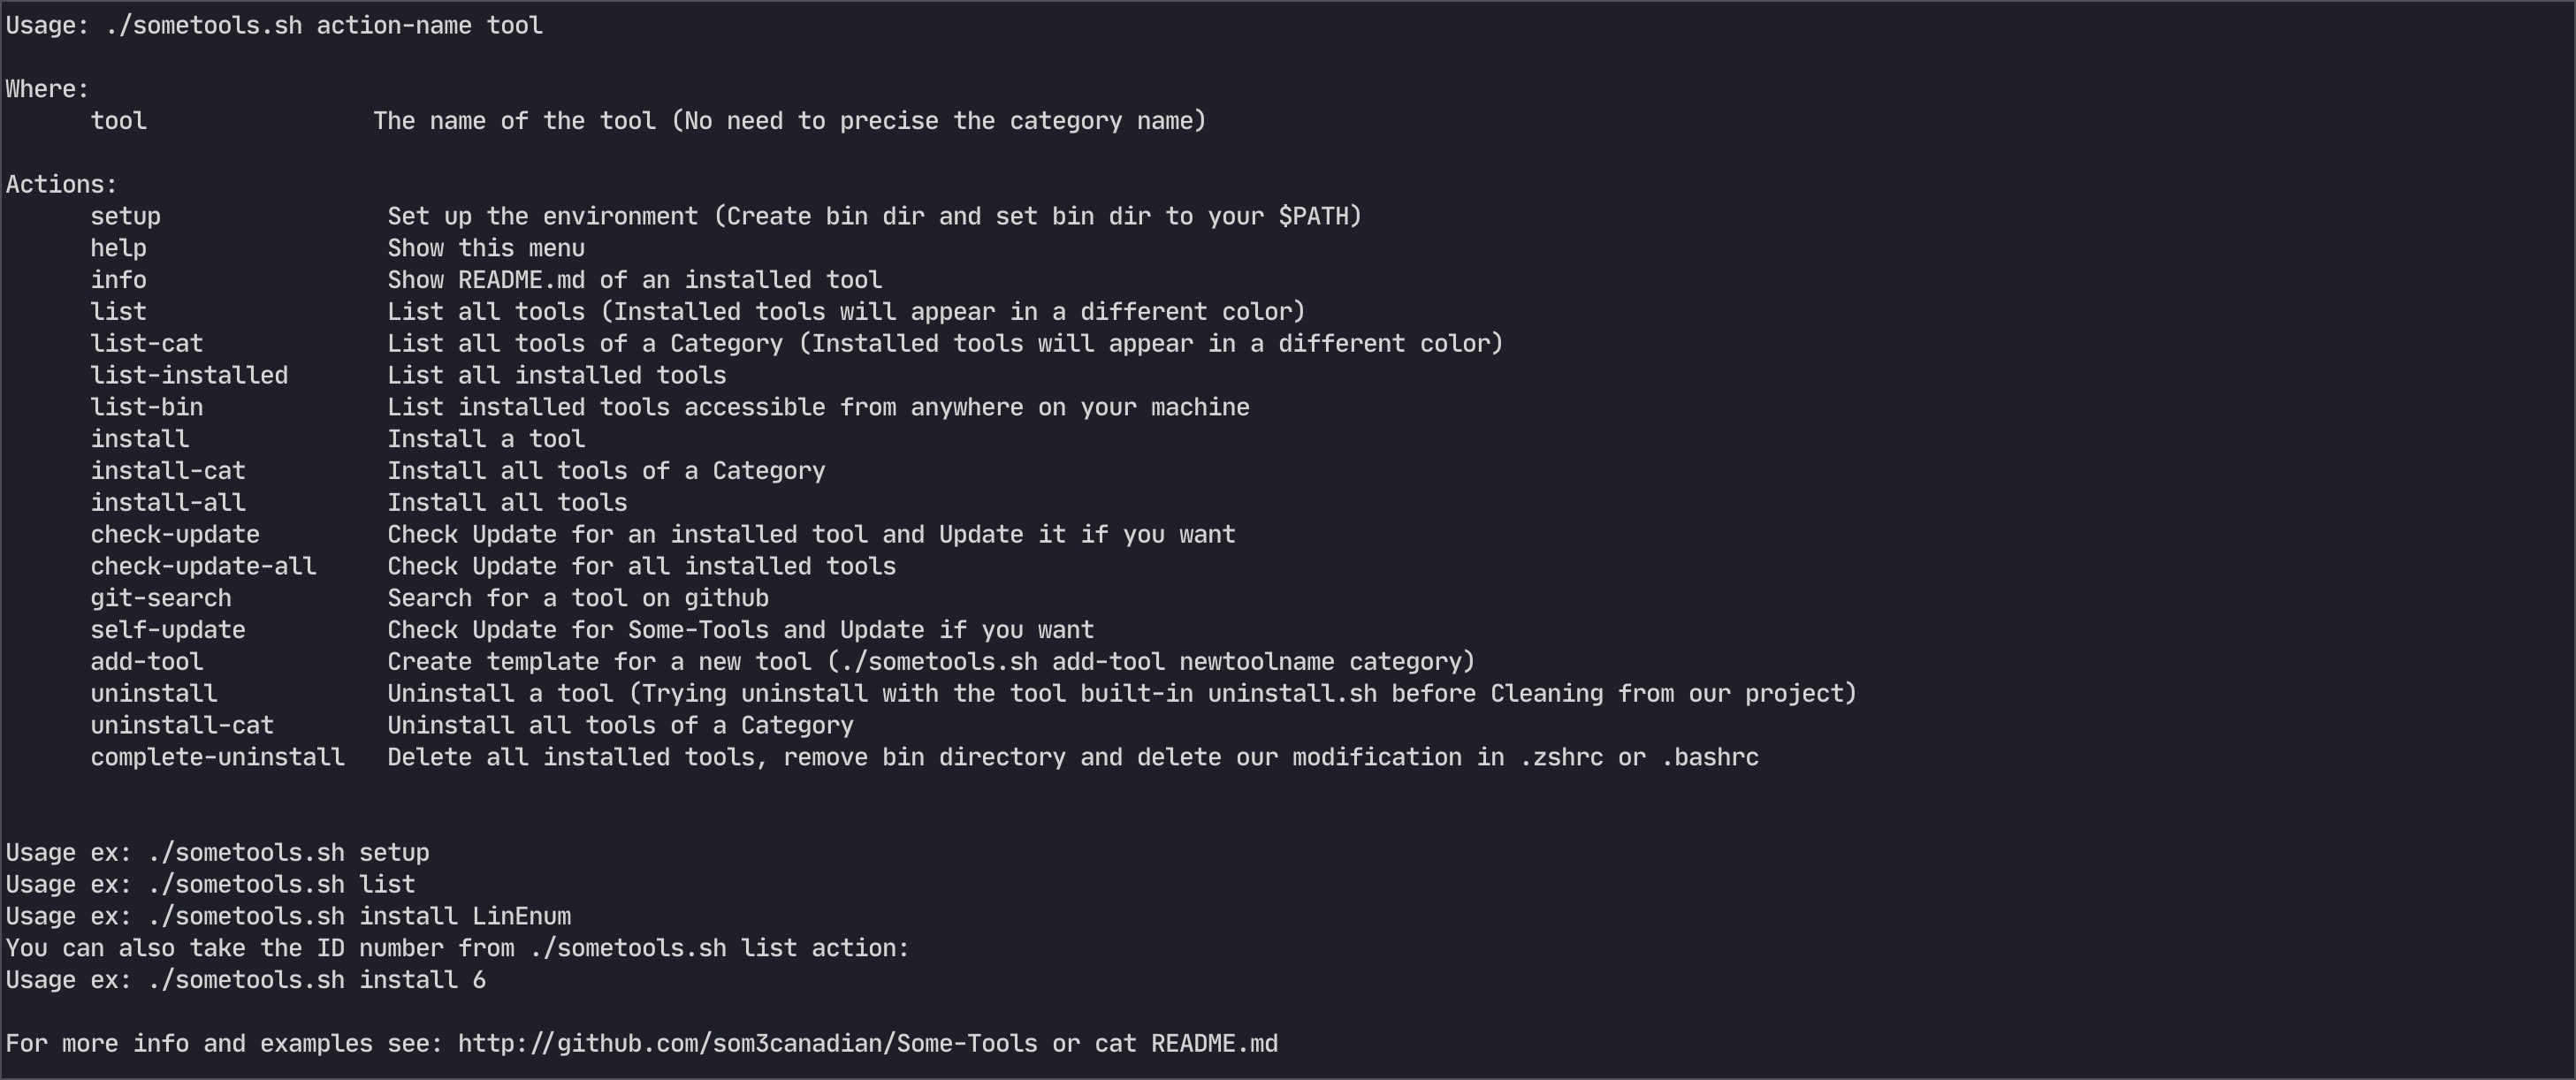 Usage: ./sometools.sh action-name tool
Where:
tool The name of the tool (No need to precise the category name)
Actions:
setup Set up the environment (Create bin dir and set bin dir to your $PATH)
help Show this menu
info Show README.md of an installed tool
list List all tools (Installed tools will appear in a different color)
list-cat List all tools of a Category (Installed tools will appear in a different color)
list-installed List all installed tools
list-bin List installed tools accessible from anywhere on your machine
install Install a tool
install-cat Install all tools of a Category
install-all Install all tools
check-update Check Update for an installed tool and Update it if you want
check-update-all Check Update for all installed tools
git-search Search for a tool on github
self-update Check Update for Some-Tools and Update if you want
add-tool Create template for a new tool (./sometools.sh add-tool newtoolname category)
uninstall Uninstall a tool (Trying uninstall with the tool built-in uninstall.sh before Cleaning from our project)
uninstall-cat Uninstall all tools of a Category
complete-uninstall Delete all installed tools, remove bin directory and delete our modification in .zshrc or .bashrc
Usage ex: ./sometools.sh setup
Usage ex: ./sometools.sh list
Usage ex: ./sometools.sh install LinEnum
You can also take the ID number from ./sometools.sh list action:
Usage ex: ./sometools.sh install 6
For more info and examples see: http://github.com/som3canadian/Some-Tools or cat README.md